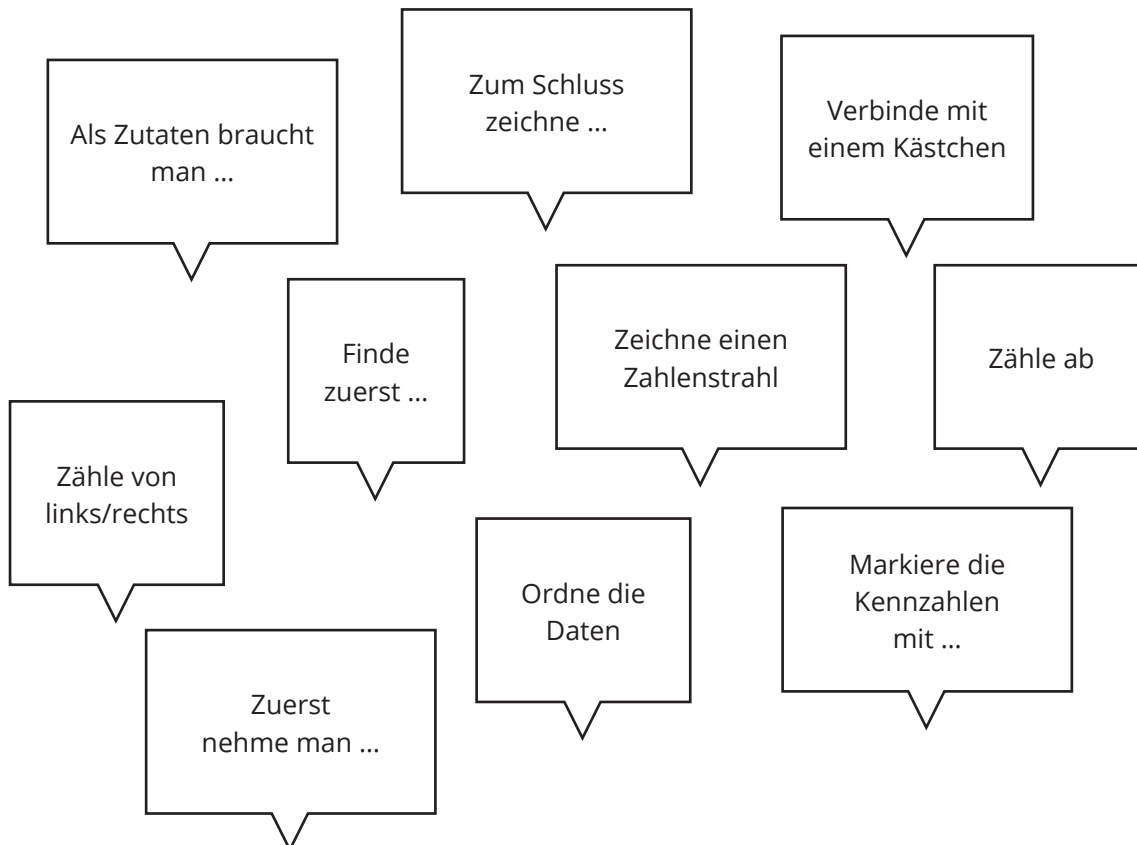 Als Zutaten braucht
man ...
Zum Schluss
zeichne ...
Verbinde mit
einem Kästchen
Finde
zuerst ...
Zeichne einen
Zahlenstrahl
Zähle ab
Zähle von
links/rechts
Ordne die
Daten
Markiere die
Kennzahlen
mit ...
Zuerst
nehme man ...